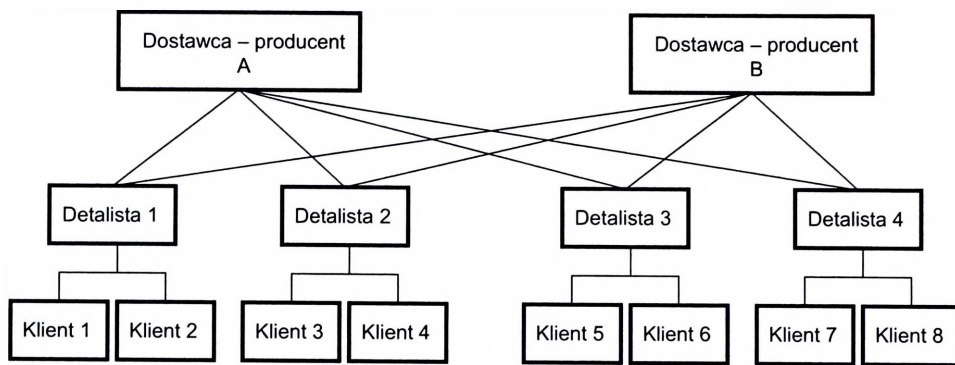 Dostawca – producent
A
Dostawca – producent
B
Detalista 1
Detalista 2
Detalista 3
Detalista 4
Klient 1
Klient 2
Klient 3
Klient 4
Klient 5
Klient 6
Klient 7
Klient 8